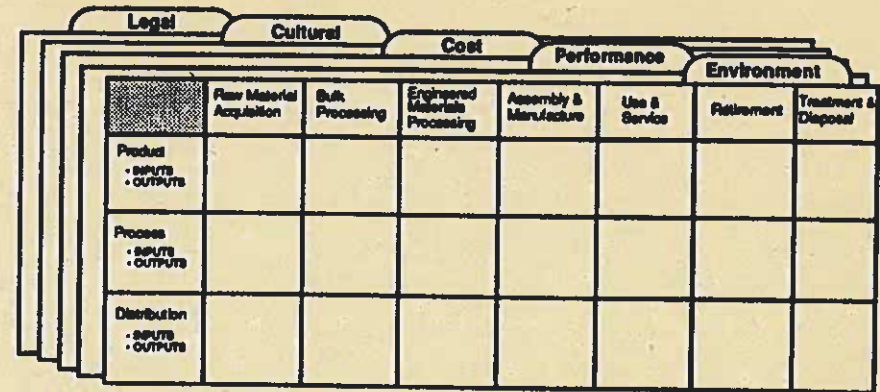 Legal
Cultural
Cost
Performance
Environment
Raw Material
Acquisition
Bulk
Processing
Engineered
Materials
Processing
Assembly &
Manufacture
Use &
Service
Retirement
Treatment &
Disposal
Product
• INPUTS
• OUTPUTS
Process
• INPUTS
• OUTPUTS
Distribution
• INPUTS
• OUTPUTS